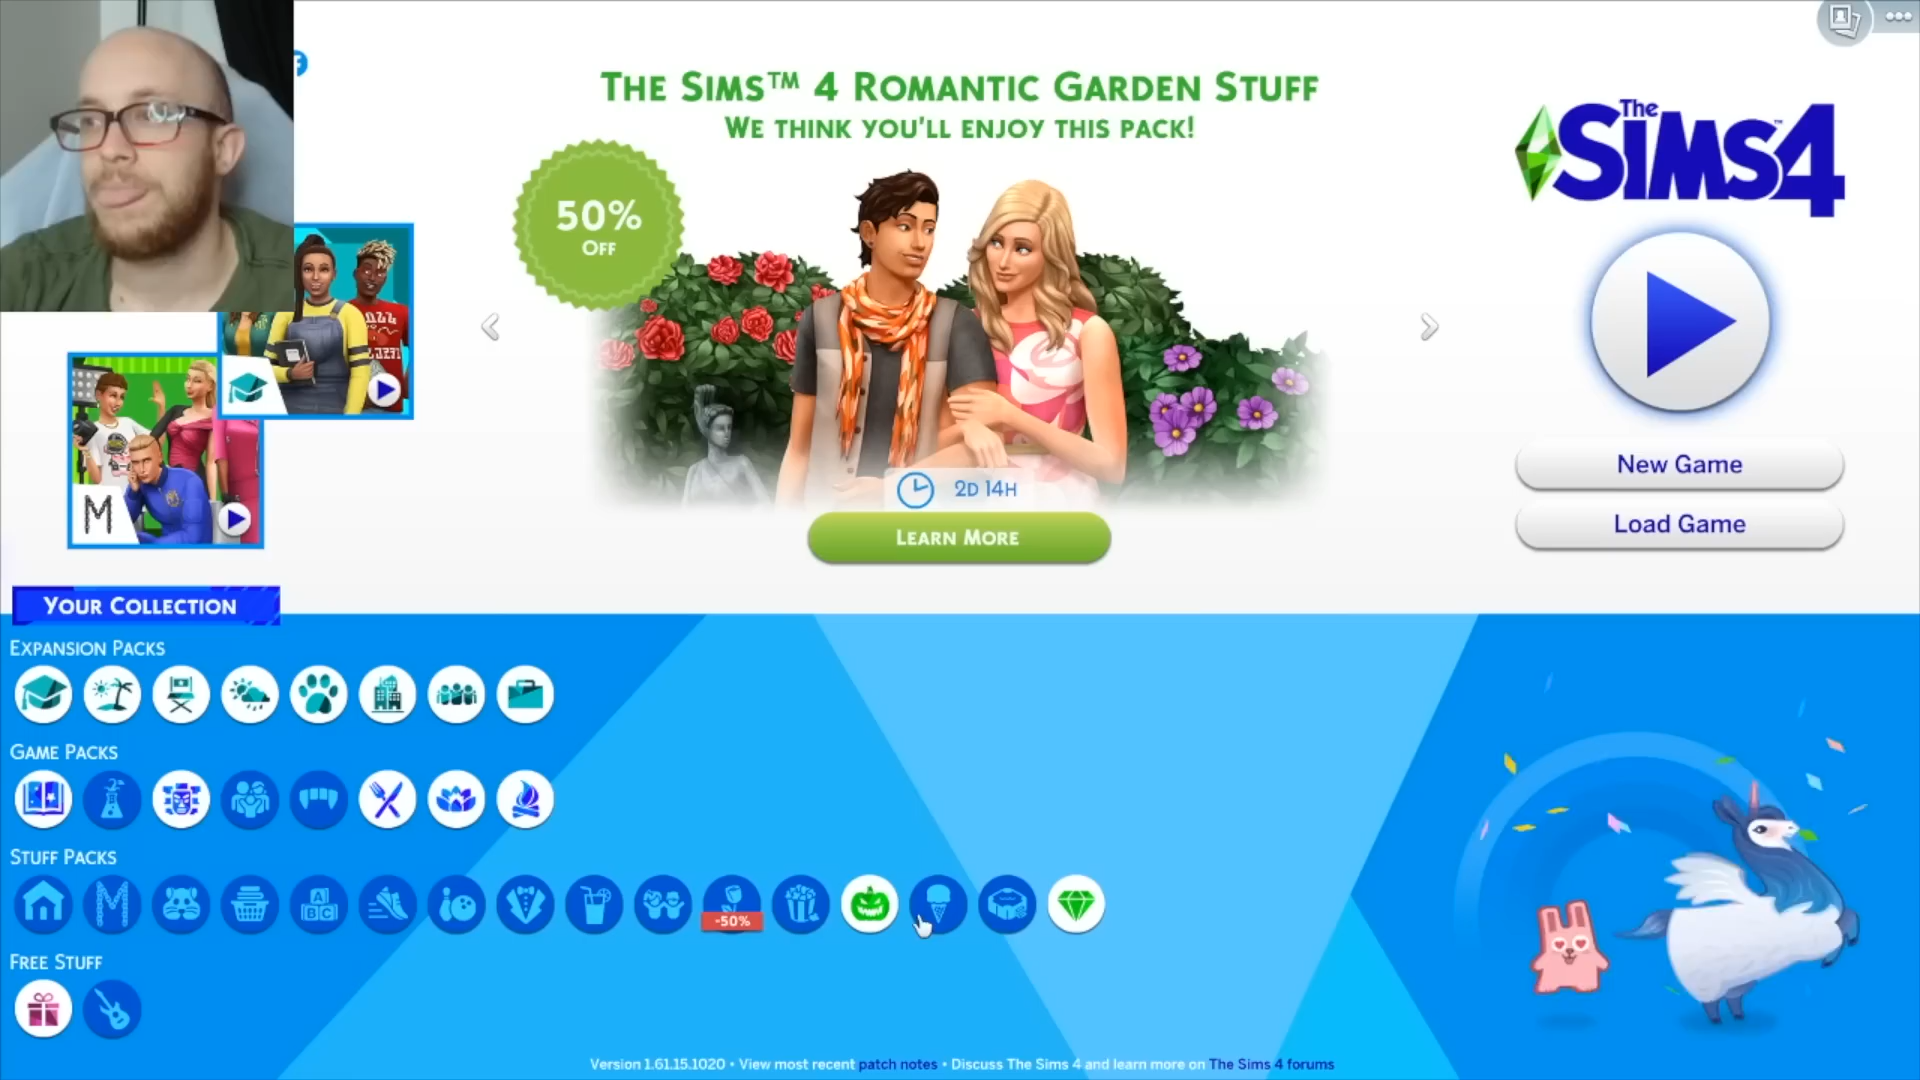 THE SIMS™ 4 ROMANTIC GARDEN STUFF
WE THINK YOU'LL ENJOY THIS PACK!
50%
OFF
2D 14H
LEARN MORE
The SIMS 4
New Game
Load Game
M
YOUR COLLECTION
EXPANSION PACKS
GAME PACKS
STUFF PACKS
M
ABC
-50%
FREE STUFF
Version 1.61.15.1020 • View most recent patch notes • Discuss The Sims 4 and learn more on The Sims 4 forums